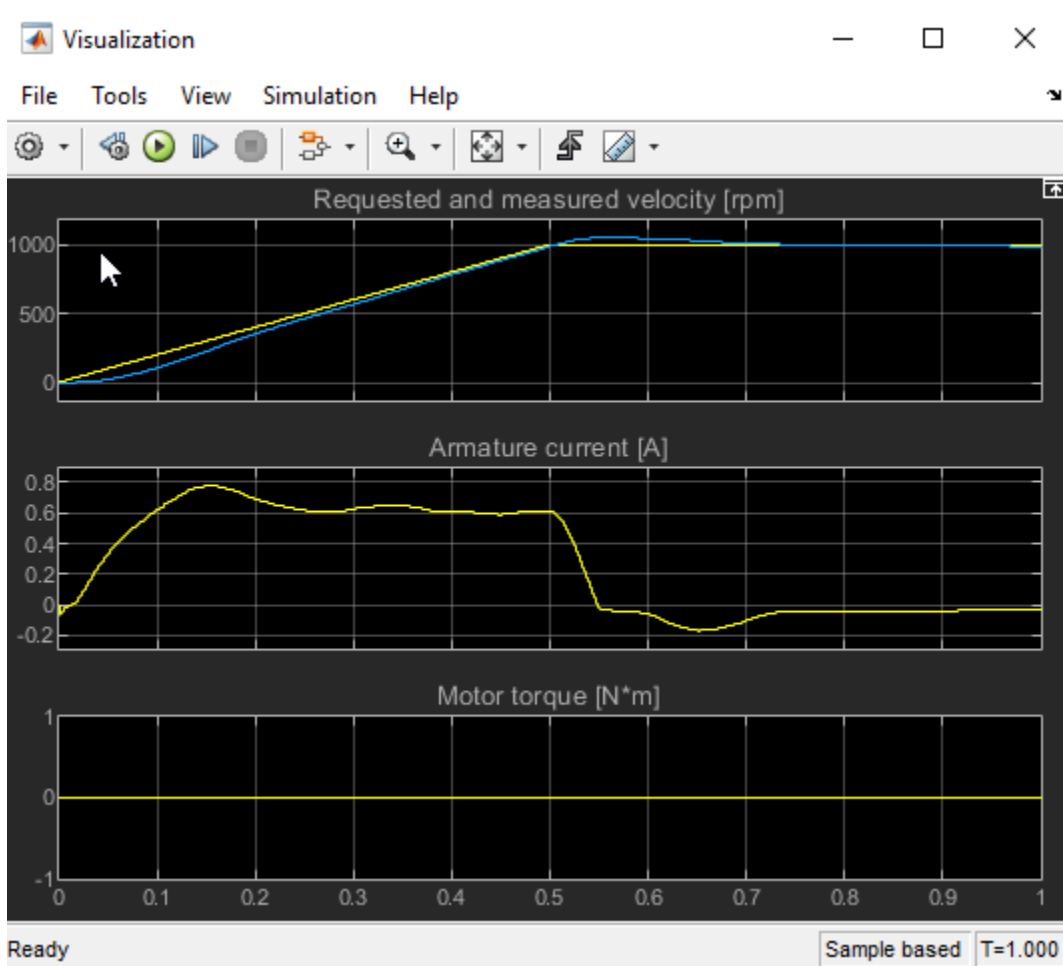 Visualization
File Tools View Simulation Help
Requested and measured velocity [rpm]
1000
500
0
Armature current [A]
0.8
0.6
0.4
0.2
0
-0.2
Motor torque [N*m]
1
0
-1
0 0.1 0.2 0.3 0.4 0.5 0.6 0.7 0.8 0.9 1
Ready Sample based T=1.000